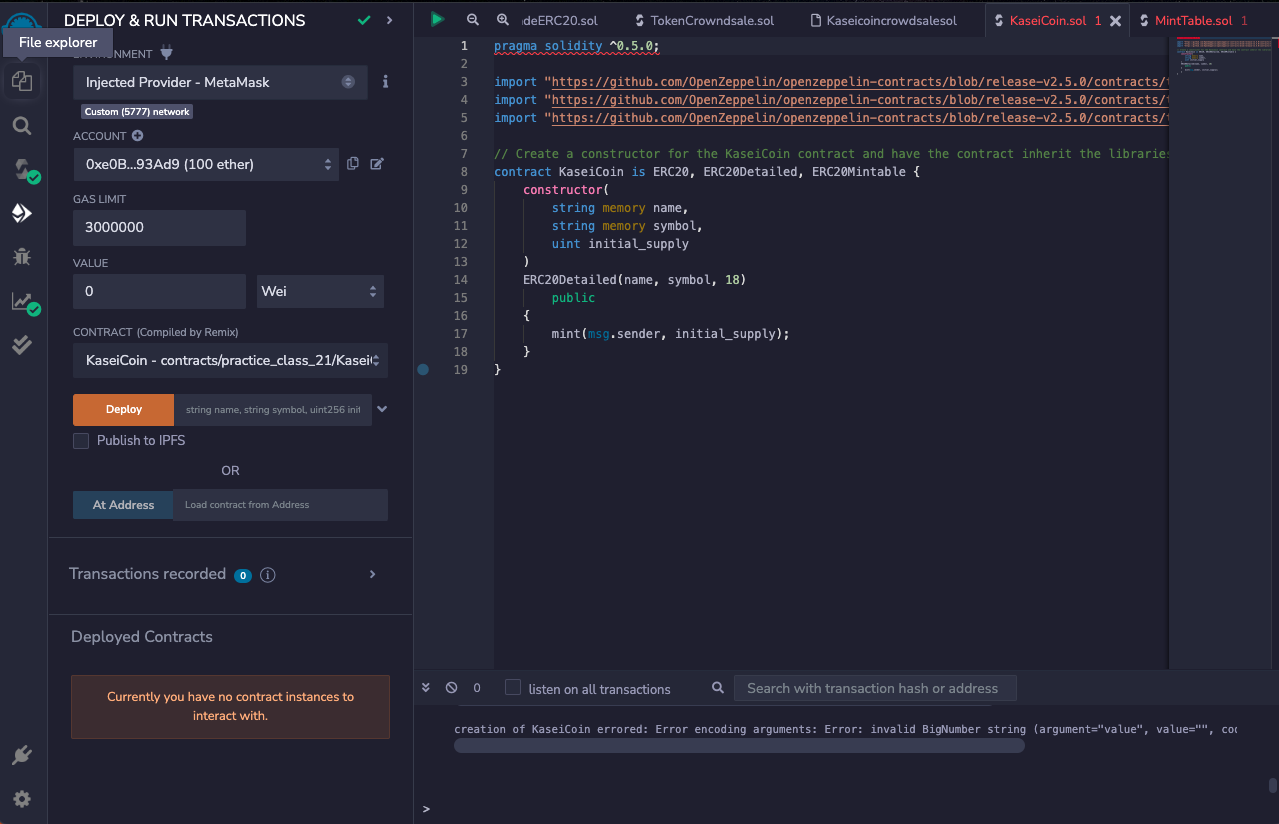 DEPLOY & RUN TRANSACTIONS
File explorer
ENVIRONMENT
Injected Provider - MetaMask
Custom (5777) network
ACCOUNT
0xe0B...93Ad9 (100 ether)
GAS LIMIT
3000000
VALUE
0
Wei
CONTRACT (Compiled by Remix)
KaseiCoin - contracts/practice_class_21/KaseiC
Deploy
string name, string symbol, uint256 init
Publish to IPFS
OR
At Address
Load contract from Address
Transactions recorded 0 i
Deployed Contracts
Currently you have no contract instances to
interact with.
deERC20.sol
TokenCrowndsale.sol
Kaseicoincrowdsalesol
KaseiCoin.sol 1
MintTable.sol 1
1 pragma solidity ^0.5.0;
2
3 import "https://github.com/OpenZeppelin/openzeppelin-contracts/blob/release-v2.5.0/contracts/t
4 import "https://github.com/OpenZeppelin/openzeppelin-contracts/blob/release-v2.5.0/contracts/t
5 import "https://github.com/OpenZeppelin/openzeppelin-contracts/blob/release-v2.5.0/contracts/t
6
7 // Create a constructor for the KaseiCoin contract and have the contract inherit the libraries
8 contract KaseiCoin is ERC20, ERC20Detailed, ERC20Mintable {
9 constructor(
10 string memory name,
11 string memory symbol,
12 uint initial_supply
13 )
14 ERC20Detailed(name, symbol, 18)
15 public
16 {
17 mint(msg.sender, initial_supply);
18 }
19 }
0
listen on all transactions
Search with transaction hash or address
creation of KaseiCoin errored: Error encoding arguments: Error: invalid BigNumber string (argument="value", value="", cod
>